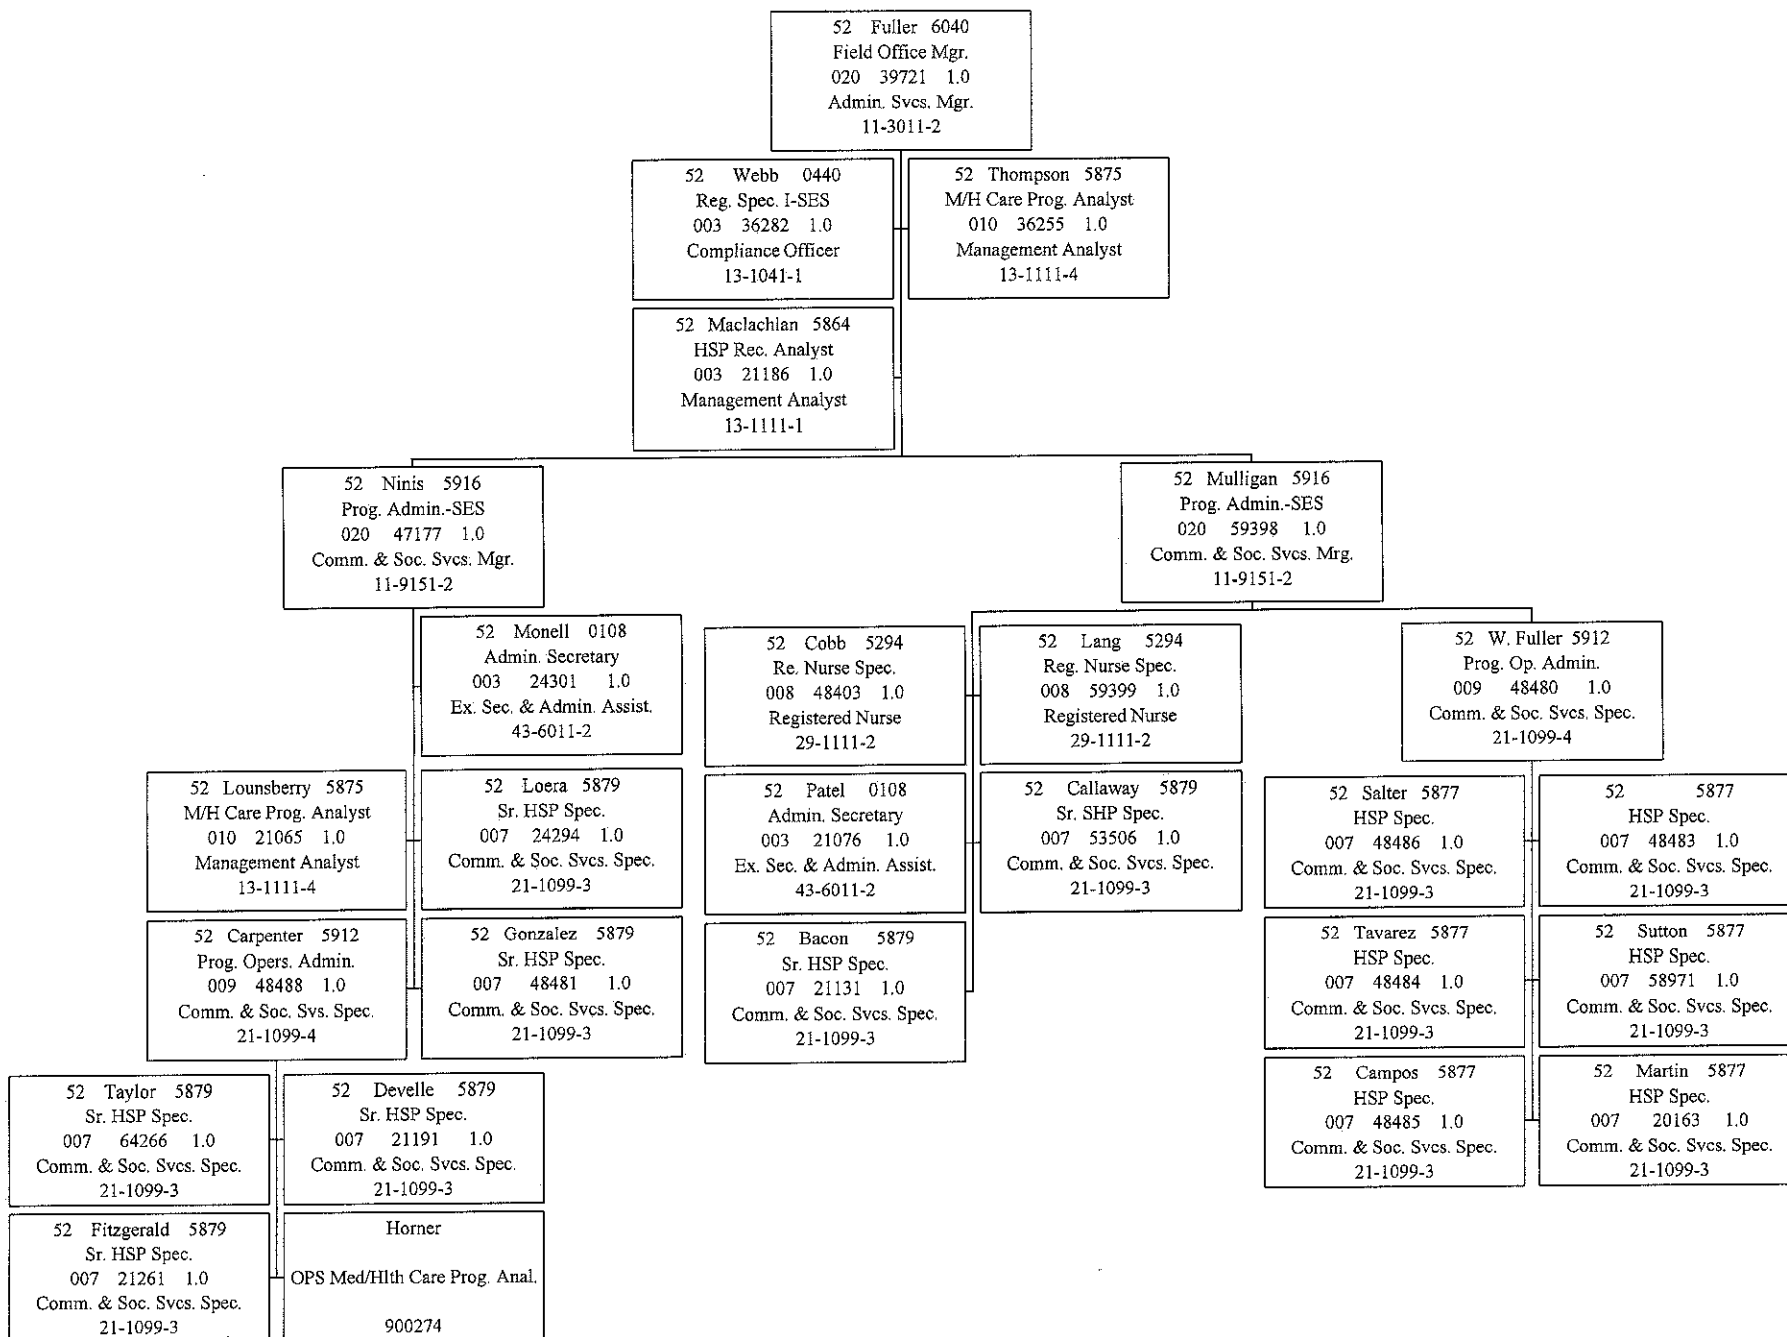 52 Fuller 6040
Field Office Mgr.
020 39721 1.0
Admin. Svcs. Mgr.
11-3011-2
52 Webb 0440
Reg. Spec. I-SES
003 36282 1.0
Compliance Officer
13-1041-1
52 Thompson 5875
M/H Care Prog. Analyst
010 36255 1.0
Management Analyst
13-1111-4
52 Maclachlan 5864
HSP Rec. Analyst
003 21186 1.0
Management Analyst
13-1111-1
52 Ninis 5916
Prog. Admin.-SES
020 47177 1.0
Comm. & Soc. Svcs. Mgr.
11-9151-2
52 Mulligan 5916
Prog. Admin.-SES
020 59398 1.0
Comm. & Soc. Svcs. Mrg.
11-9151-2
52 Monell 0108
Admin. Secretary
003 24301 1.0
Ex. Sec. & Admin. Assist.
43-6011-2
52 Cobb 5294
Re. Nurse Spec.
008 48403 1.0
Registered Nurse
29-1111-2
52 Lang 5294
Reg. Nurse Spec.
008 59399 1.0
Registered Nurse
29-1111-2
52 W. Fuller 5912
Prog. Op. Admin.
009 48480 1.0
Comm. & Soc. Svcs. Spec.
21-1099-4
52 Lounsberry 5875
M/H Care Prog. Analyst
010 21065 1.0
Management Analyst
13-1111-4
52 Loera 5879
Sr. HSP Spec.
007 24294 1.0
Comm. & Soc. Svcs. Spec.
21-1099-3
52 Patel 0108
Admin. Secretary
003 21076 1.0
Ex. Sec. & Admin. Assist.
43-6011-2
52 Callaway 5879
Sr. SHP Spec.
007 53506 1.0
Comm. & Soc. Svcs. Spec.
21-1099-3
52 Salter 5877
HSP Spec.
007 48486 1.0
Comm. & Soc. Svcs. Spec.
21-1099-3
52 5877
HSP Spec.
007 48483 1.0
Comm. & Soc. Svcs. Spec.
21-1099-3
52 Carpenter 5912
Prog. Opers. Admin.
009 48488 1.0
Comm. & Soc. Svs. Spec.
21-1099-4
52 Gonzalez 5879
Sr. HSP Spec.
007 48481 1.0
Comm. & Soc. Svcs. Spec.
21-1099-3
52 Bacon 5879
Sr. HSP Spec.
007 21131 1.0
Comm. & Soc. Svcs. Spec.
21-1099-3
52 Tavarez 5877
HSP Spec.
007 48484 1.0
Comm. & Soc. Svcs. Spec.
21-1099-3
52 Sutton 5877
HSP Spec.
007 58971 1.0
Comm. & Soc. Svcs. Spec.
21-1099-3
52 Taylor 5879
Sr. HSP Spec.
007 64266 1.0
Comm. & Soc. Svcs. Spec.
21-1099-3
52 Develle 5879
Sr. HSP Spec.
007 21191 1.0
Comm. & Soc. Svcs. Spec.
21-1099-3
52 Campos 5877
HSP Spec.
007 48485 1.0
Comm. & Soc. Svcs. Spec.
21-1099-3
52 Martin 5877
HSP Spec.
007 20163 1.0
Comm. & Soc. Svcs. Spec.
21-1099-3
52 Fitzgerald 5879
Sr. HSP Spec.
007 21261 1.0
Comm. & Soc. Svcs. Spec.
21-1099-3
Horner
OPS Med/Hlth Care Prog. Anal.
900274